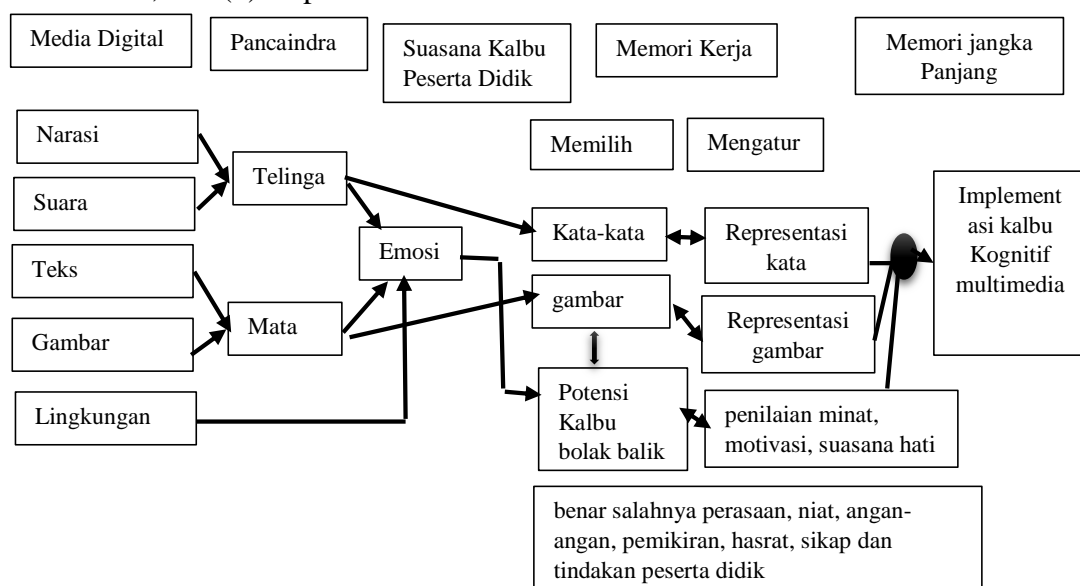 Media Digital
Pancaindra
Suasana Kalbu
Peserta Didik
Memori Kerja
Memori jangka
Panjang
Narasi
Memilih
Mengatur
Suara
Telinga
Implement
asi kalbu
Kognitif
multimedia
Teks
Emosi
Kata-kata
Representasi
kata
gambar
Gambar
Mata
Representasi
gambar
Lingkungan
Potensi
Kalbu
bolak balik
penilaian minat,
motivasi, suasana hati
benar salahnya perasaan, niat, angan-
angan, pemikiran, hasrat, sikap dan
tindakan peserta didik